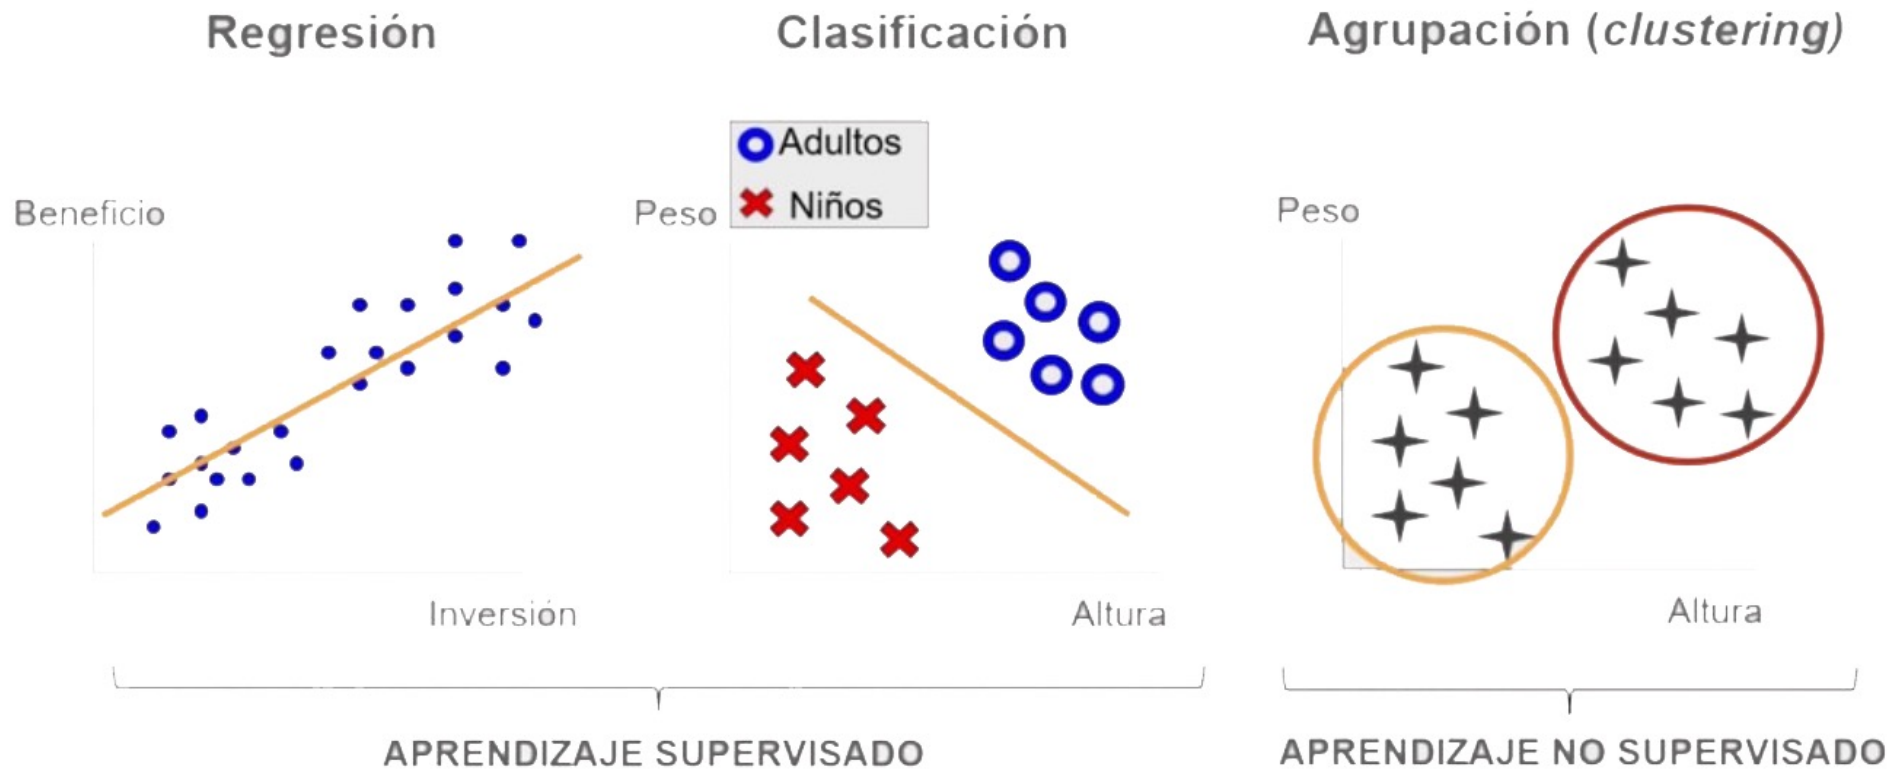 Regresión
Clasificación
Agrupación (clustering)
Adultos
Niños
Beneficio
Peso
Peso
Inversión
Altura
Altura
APRENDIZAJE SUPERVISADO
APRENDIZAJE NO SUPERVISADO